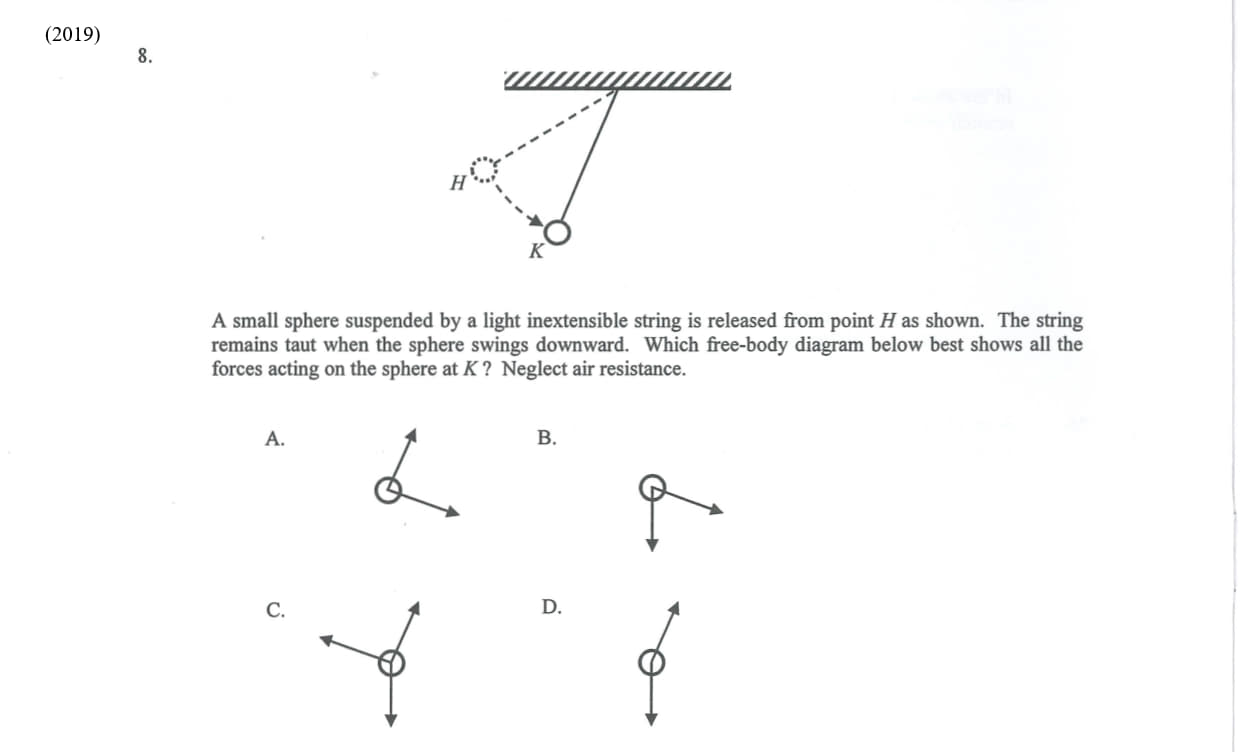 (2019)
8.
H
K
A small sphere suspended by a light inextensible string is released from point H as shown. The string
remains taut when the sphere swings downward. Which free-body diagram below best shows all the
forces acting on the sphere at K ? Neglect air resistance.
A. B.
C. D.